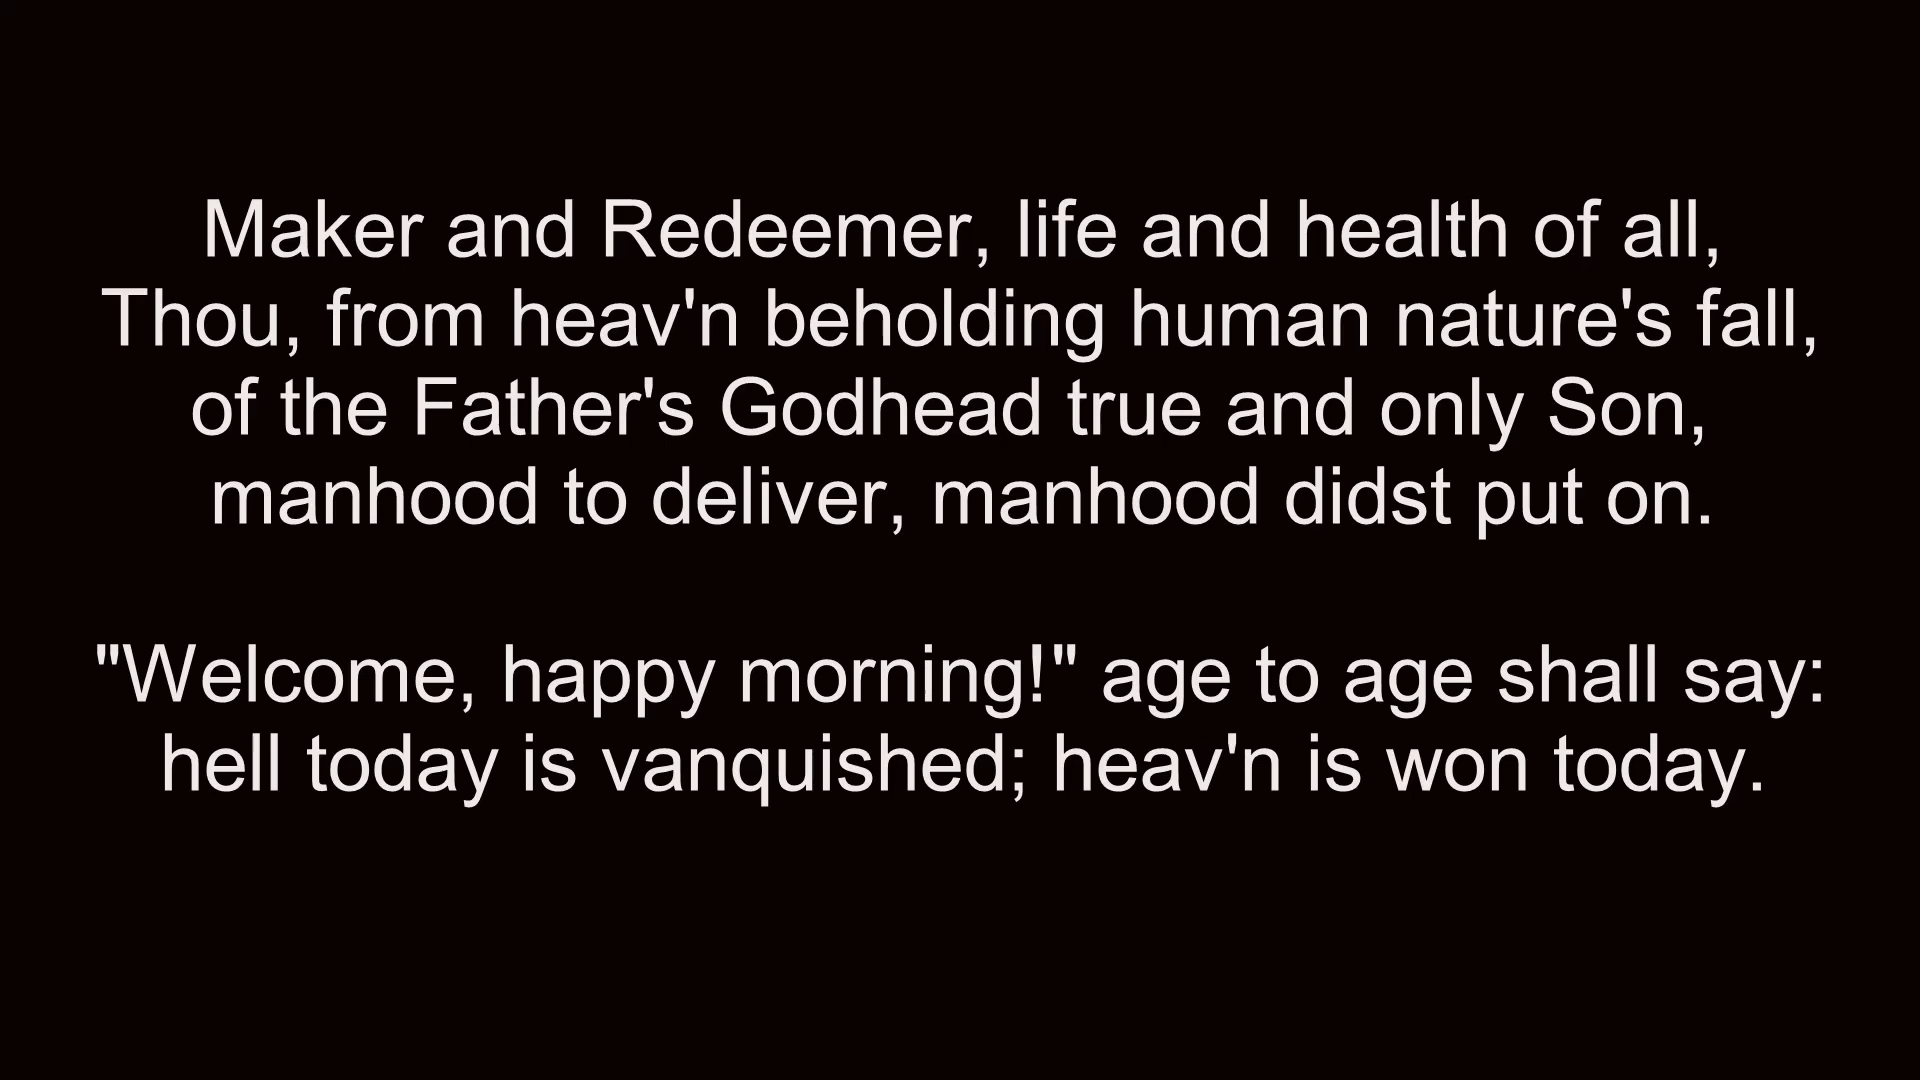 Maker and Redeemer, life and health of all,
Thou, from heav'n beholding human nature's fall,
of the Father's Godhead true and only Son,
manhood to deliver, manhood didst put on.
"Welcome, happy morning!" age to age shall say:
hell today is vanquished; heav'n is won today.